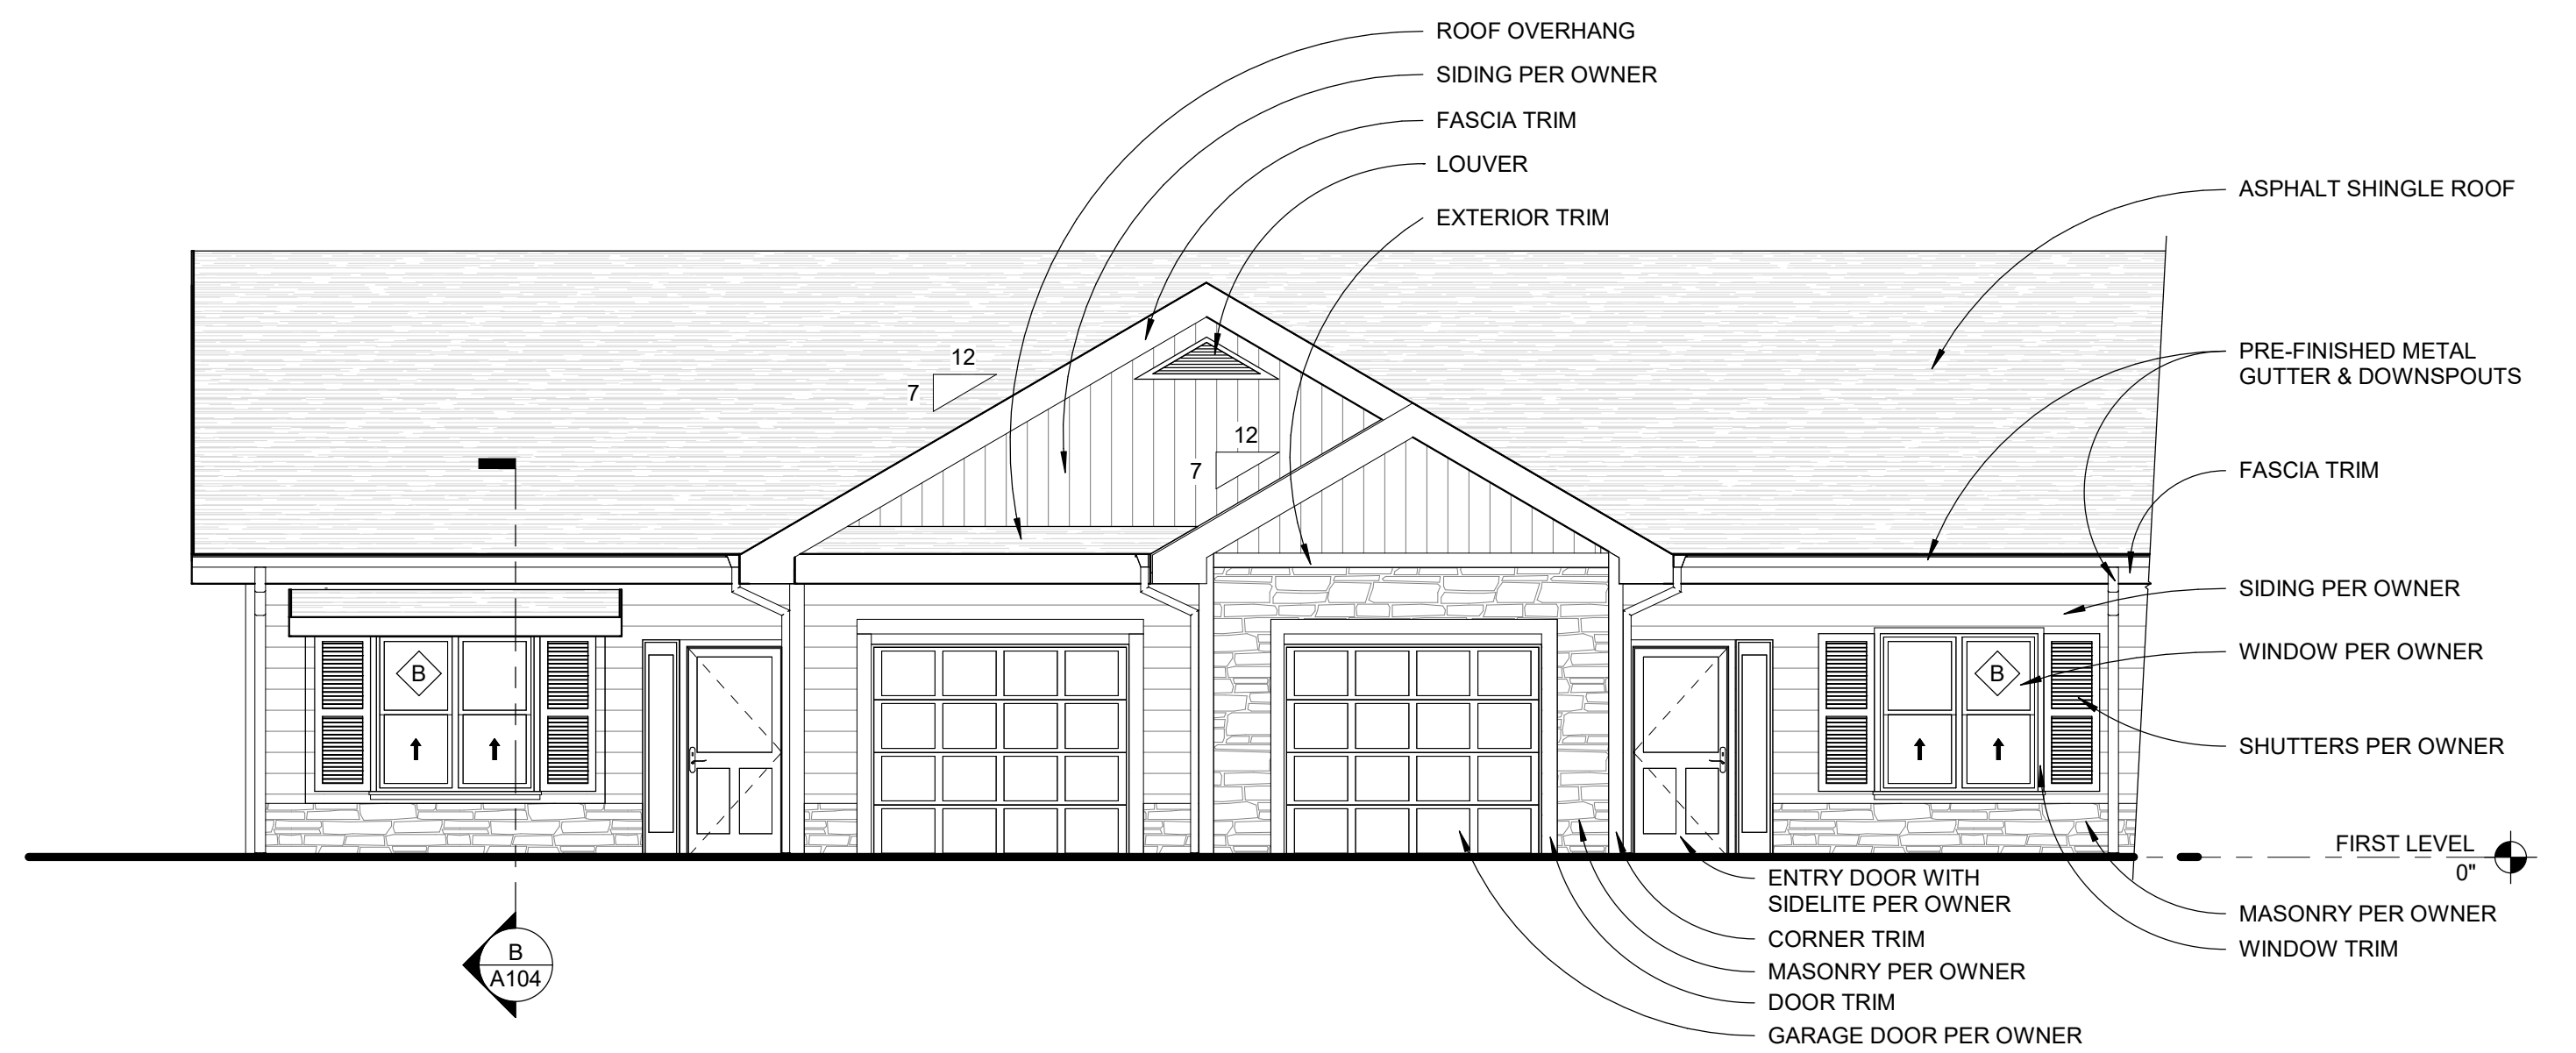 ROOF OVERHANG
SIDING PER OWNER
FASCIA TRIM
LOUVER
EXTERIOR TRIM
ASPHALT SHINGLE ROOF
PRE-FINISHED METAL
GUTTER & DOWNSPOUTS
12
7
12
7
FASCIA TRIM
SIDING PER OWNER
WINDOW PER OWNER
B
B
SHUTTERS PER OWNER
FIRST LEVEL
0"
ENTRY DOOR WITH
SIDELITE PER OWNER
MASONRY PER OWNER
CORNER TRIM
WINDOW TRIM
B
A104
MASONRY PER OWNER
DOOR TRIM
GARAGE DOOR PER OWNER